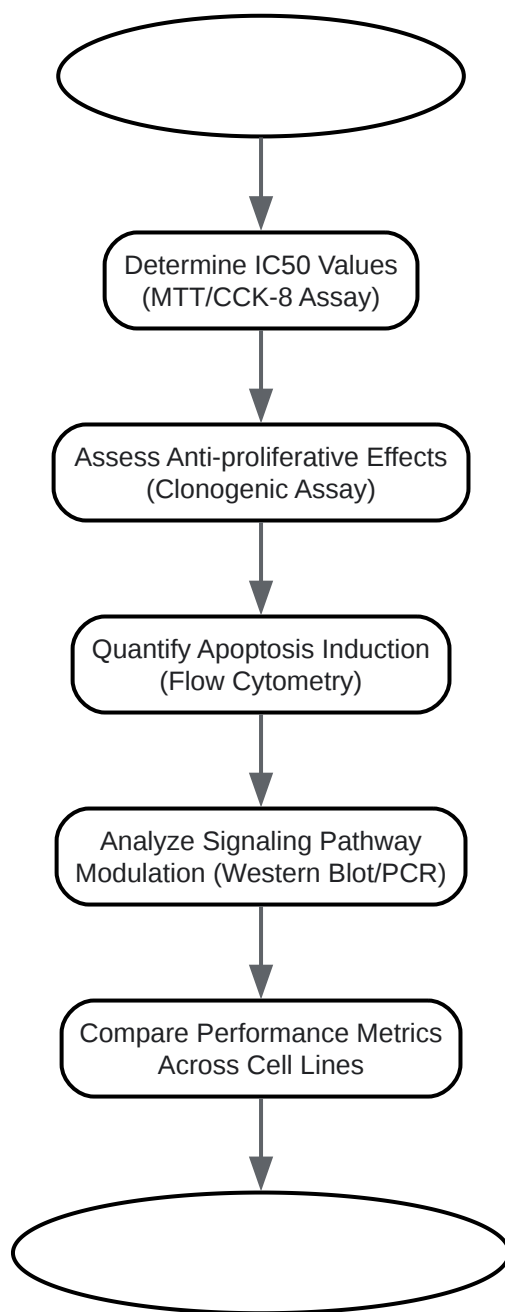 Determine IC50 Values
(MTT/CCK-8 Assay)
Assess Anti-proliferative Effects
(Clonogenic Assay)
Quantify Apoptosis Induction
(Flow Cytometry)
Analyze Signaling Pathway
Modulation (Western Blot/PCR)
Compare Performance Metrics
Across Cell Lines